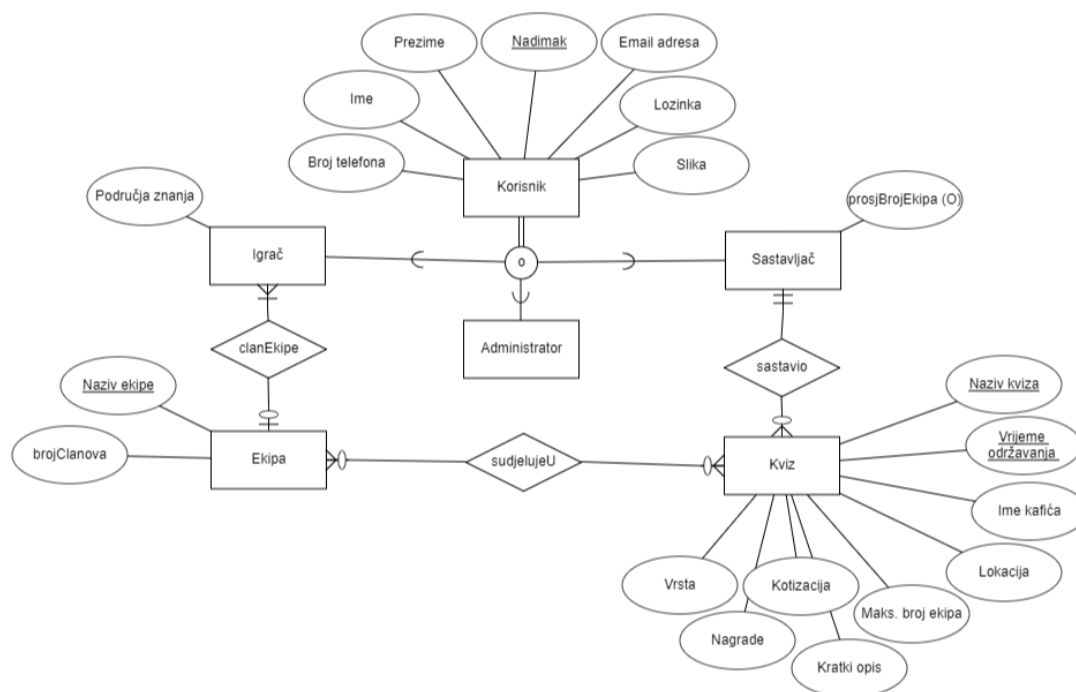 Prezime
Nadimak
Email adresa
Ime
Lozinka
Broj telefona
Slika
Korisnik
Područja znanja
prosjBrojEkipa (O)
Igrač
o
Sastavljač
Administrator
clanEkipe
sastavio
Naziv ekipe
Naziv kviza
brojClanova
Ekipa
sudjelujeU
Kviz
Vrijeme
održavanja
Ime kafića
Lokacija
Vrsta
Kotizacija
Maks. broj ekipa
Nagrade
Kratki opis